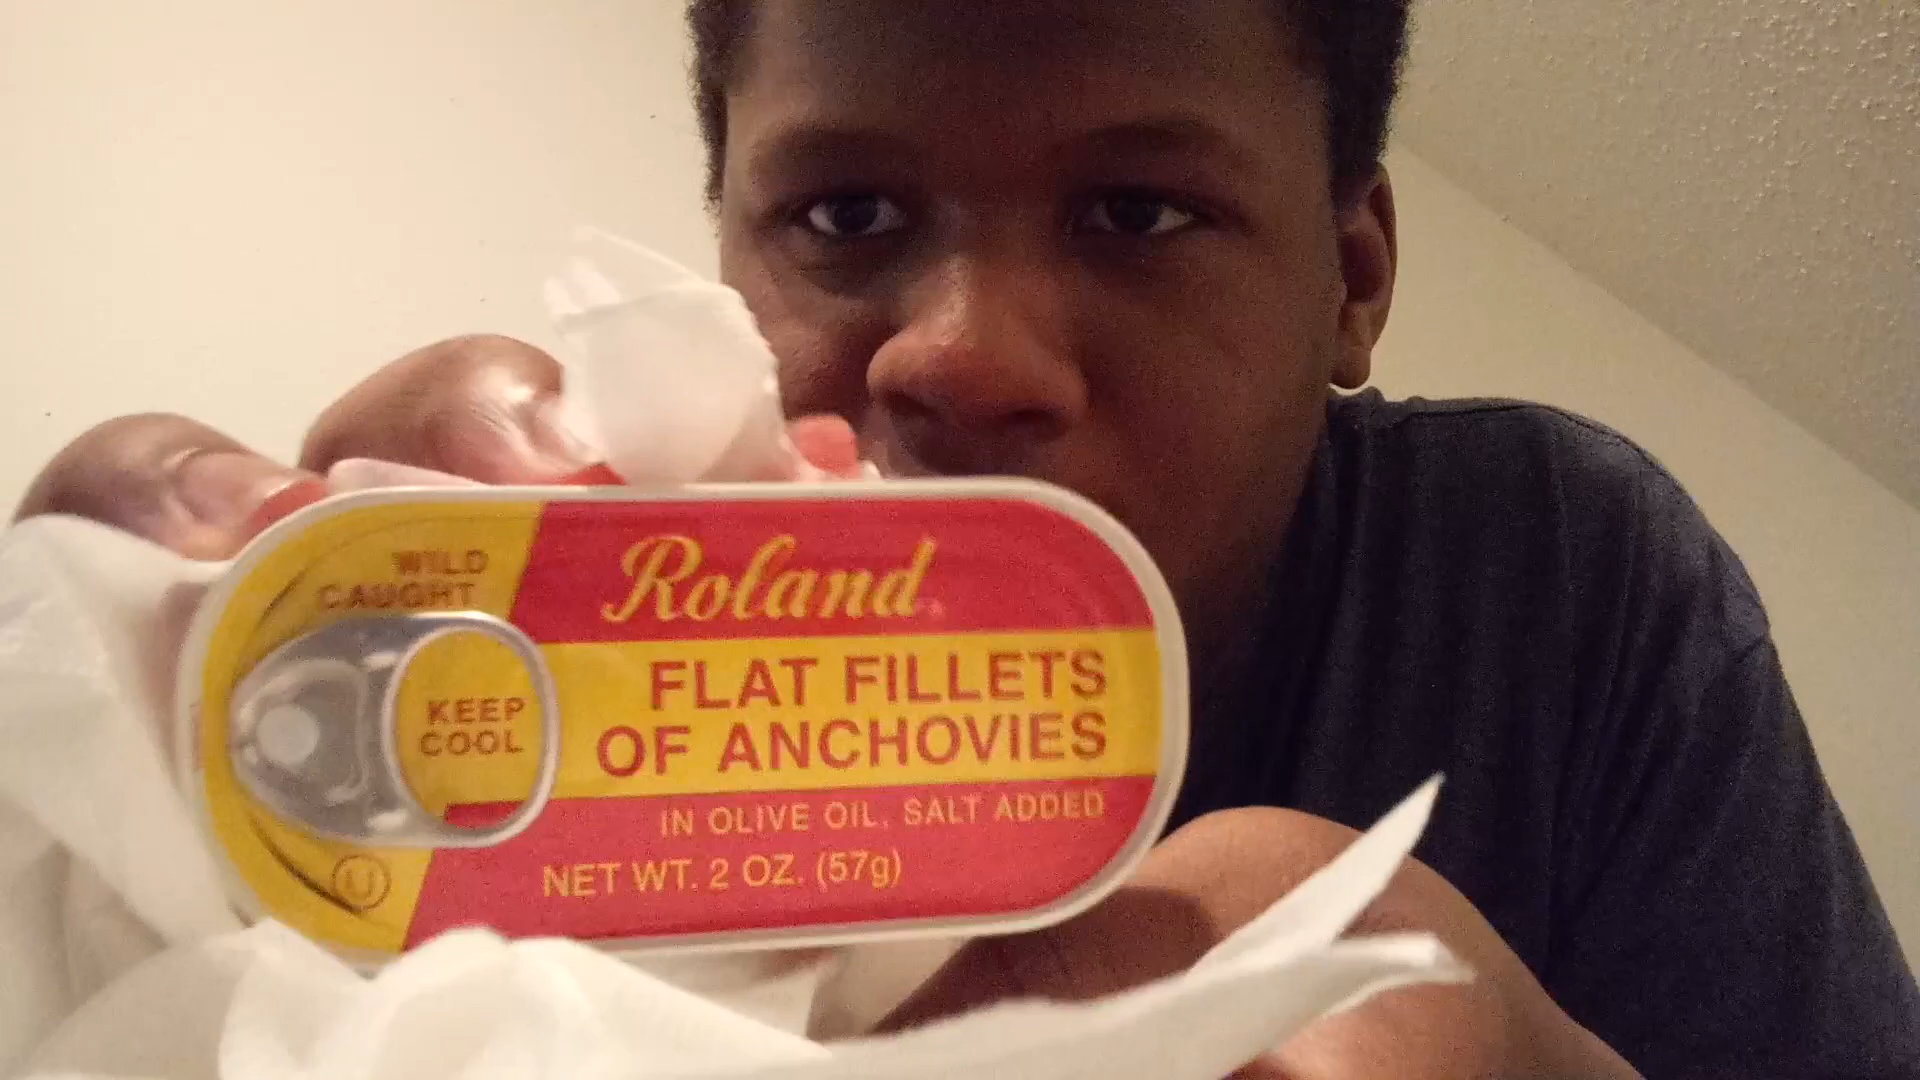 WILD
CAUGHT
Roland
FLAT FILLETS
OF ANCHOVIES
KEEP
COOL
IN OLIVE OIL, SALT ADDED
NET WT. 2 OZ. (57g)
U